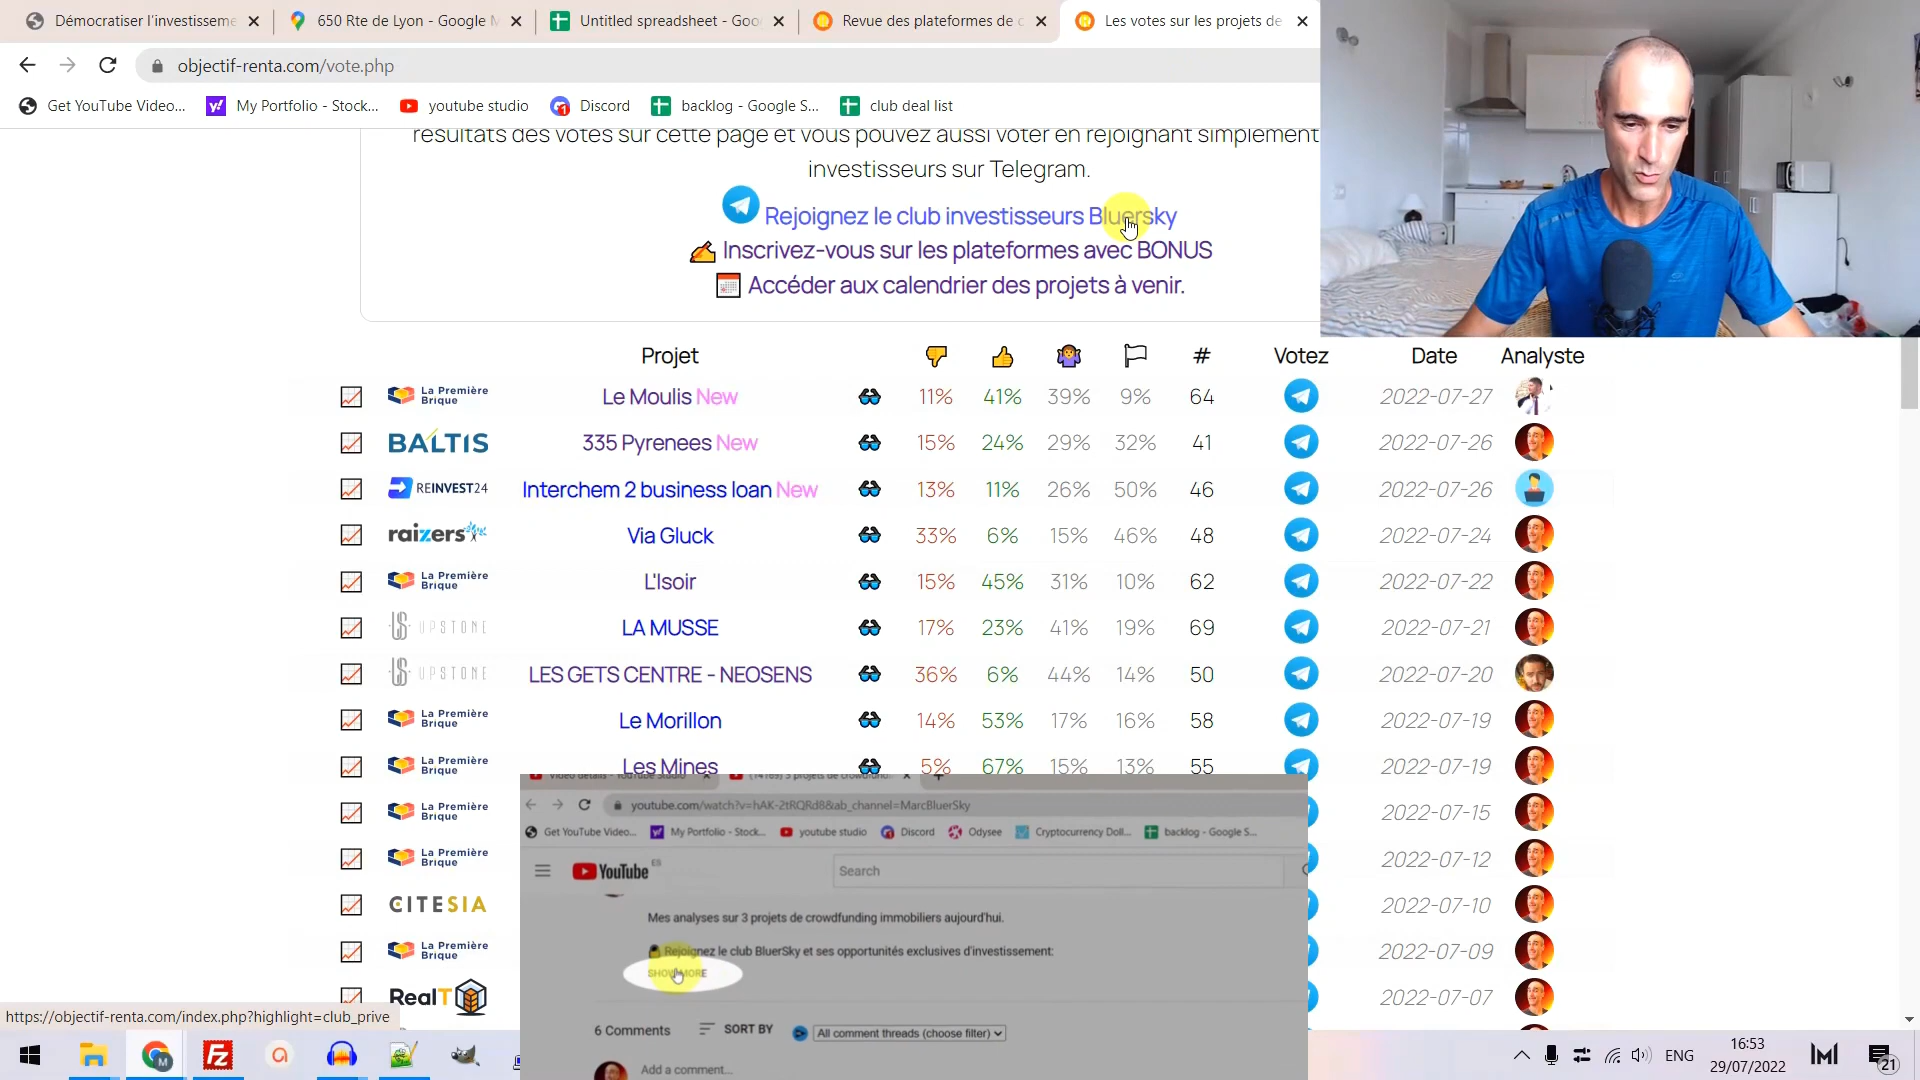 Démocratiser l'investisseme
650 Rte de Lyon - Google M
Untitled spreadsheet - Goo
Revue des plateformes de c
Les votes sur les projets de
objectif-renta.com/vote.php
Get YouTube Video...
My Portfolio - Stock...
youtube studio
Discord
backlog - Google S...
club deal list
résultats des votes sur cette page et vous pouvez aussi voter en rejoignant simplement
investisseurs sur Telegram.
Rejoignez le club investisseurs Bluersky
Inscrivez-vous sur les plateformes avec BONUS
Accéder aux calendrier des projets à venir.
Projet # Votez Date Analyste
La Première Brique Le Moulis New 11% 41% 39% 9% 64 2022-07-27
BALTIS 335 Pyrenees New 15% 24% 29% 32% 41 2022-07-26
REINVEST24 Interchem 2 business loan New 13% 11% 26% 50% 46 2022-07-26
raizers Via Gluck 33% 6% 15% 46% 48 2022-07-24
La Première Brique L'Isoir 15% 45% 31% 10% 62 2022-07-22
UPSTONE LA MUSSE 17% 23% 41% 19% 69 2022-07-21
UPSTONE LES GETS CENTRE - NEOSENS 36% 6% 44% 14% 50 2022-07-20
La Première Brique Le Morillon 14% 53% 17% 16% 58 2022-07-19
La Première Brique Les Mines 5% 67% 15% 13% 55 2022-07-19
La Première Brique 2022-07-15
La Première Brique 2022-07-12
CITESIA 2022-07-10
La Première Brique 2022-07-09
RealT 2022-07-07
Video details - YouTube Studio
(14169) 3 projets de crowdfund
youtube.com/watch?v=hAK-2tRQRd8&ab_channel=MarcBlueSky
Get YouTube Video...
My Portfolio - Stock...
youtube studio
Discord
Odysee
Cryptocurrency Doll...
backlog - Google S...
YouTube ES
Search
Mes analyses sur 3 projets de crowdfunding immobiliers aujourd'hui.
Rejoignez le club BluerSky et ses opportunités exclusives d'investissement:
SHOW MORE
6 Comments
SORT BY
All comment threads (choose filter)
Add a comment...
https://objectif-renta.com/index.php?highlight=club_prive
ENG
16:53
29/07/2022
21